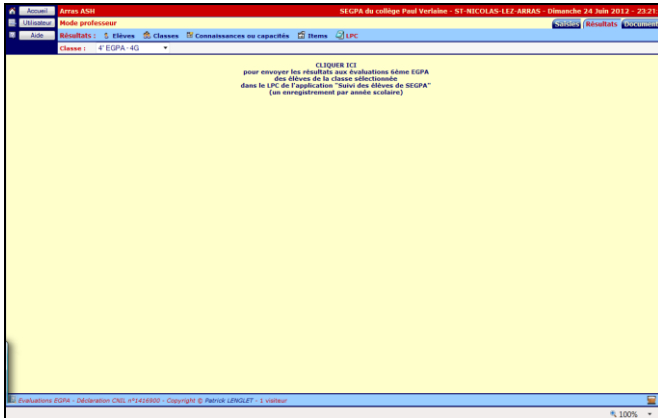 Accueil Arras ASH SEGPA du collège Paul Verlaine - ST-NICOLAS-LEZ-ARRAS - Dimanche 24 Juin 2012 - 23:21:
Utilisateur Mode professeur Saisies Résultats Document
Aide Résultats : Elèves Classes Connaissances ou capacités Items LPC
Classe : 4° EGPA - 4G
CLIQUER ICI
pour envoyer les résultats aux évaluations 6ème EGPA
des élèves de la classe sélectionnée
dans le LPC de l'application "Suivi des élèves de SEGPA"
(un enregistrement par année scolaire)
Evaluations EGPA - Déclaration CNIL n°1416900 - Copyright © Patrick LENGLET - 1 visiteur
100%